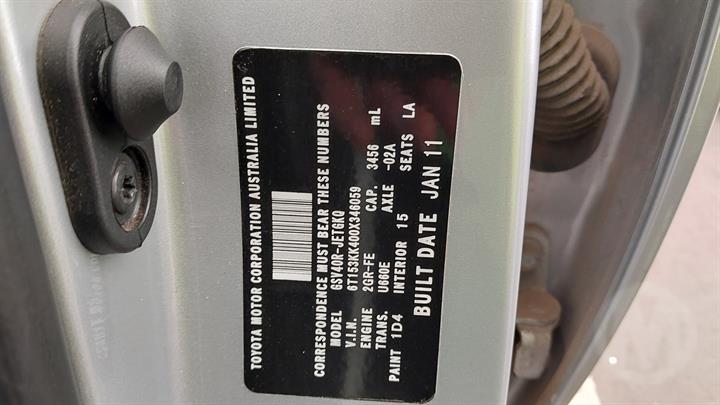 TOYOTA MOTOR CORPORATION AUSTRALIA LIMITED
CORRESPONDENCE MUST BEAR THESE NUMBERS
MODEL GSV40R-JETGKQ
V.I.N. 6T153KK400X346059
ENGINE 2GR-FE CAP. 3456 mL
TRANS. U660E AXLE -02A
PAINT 1D4 INTERIOR 15 SEATS LA
BUILT DATE JAN 11